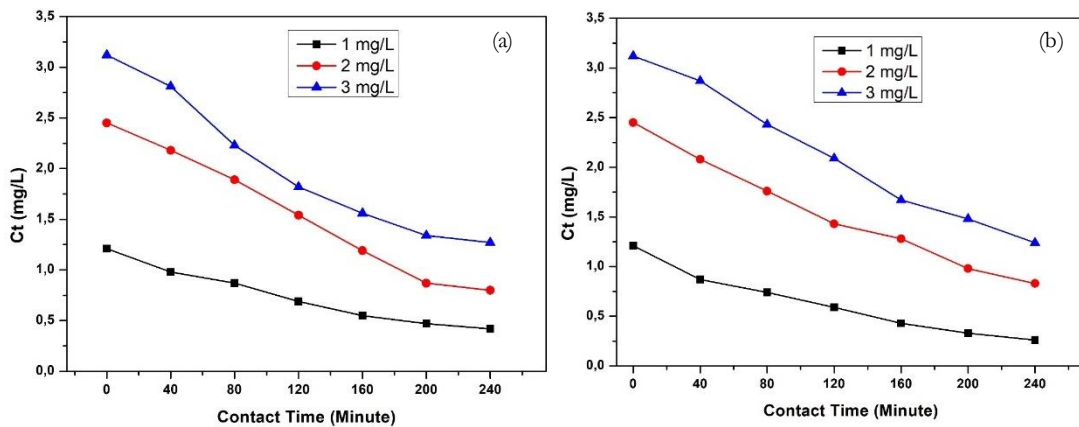 (a)
1 mg/L
2 mg/L
3 mg/L
3,5
3,0
2,5
2,0
1,5
1,0
0,5
0,0
Ct (mg/L)
0 40 80 120 160 200 240
Contact Time (Minute)
(b)
1 mg/L
2 mg/L
3 mg/L
3,5
3,0
2,5
2,0
1,5
1,0
0,5
0,0
Ct (mg/L)
0 40 80 120 160 200 240
Contact Time (Minute)